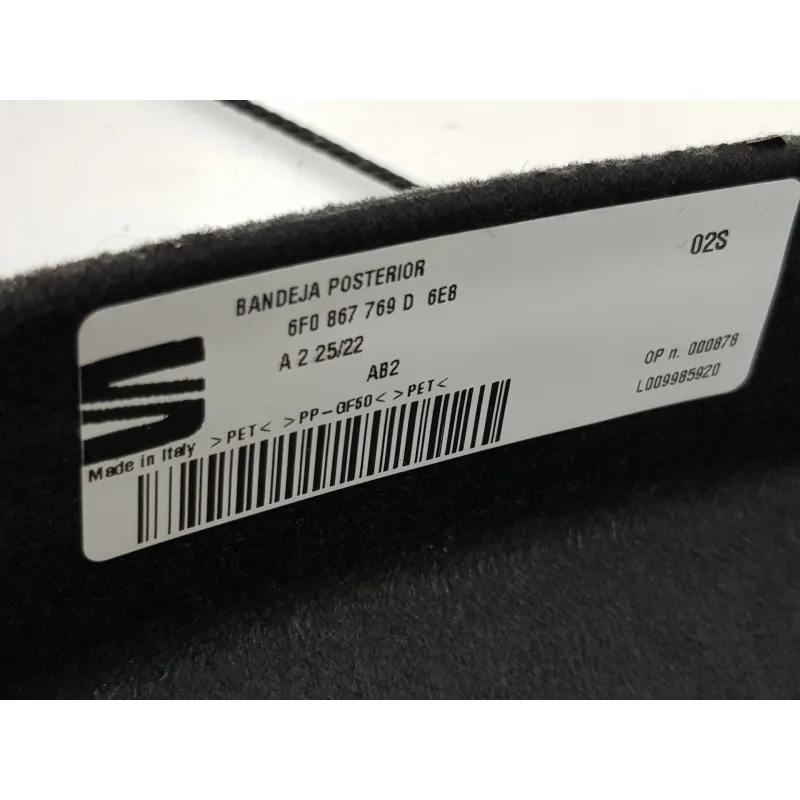 02S
BANDEJA POSTERIOR
6F0 867 769 D 6E8
A 2 25/22
AB2
OP n. 000878
L009985920
Made in Italy >PET< >PP-GF50< >PET<